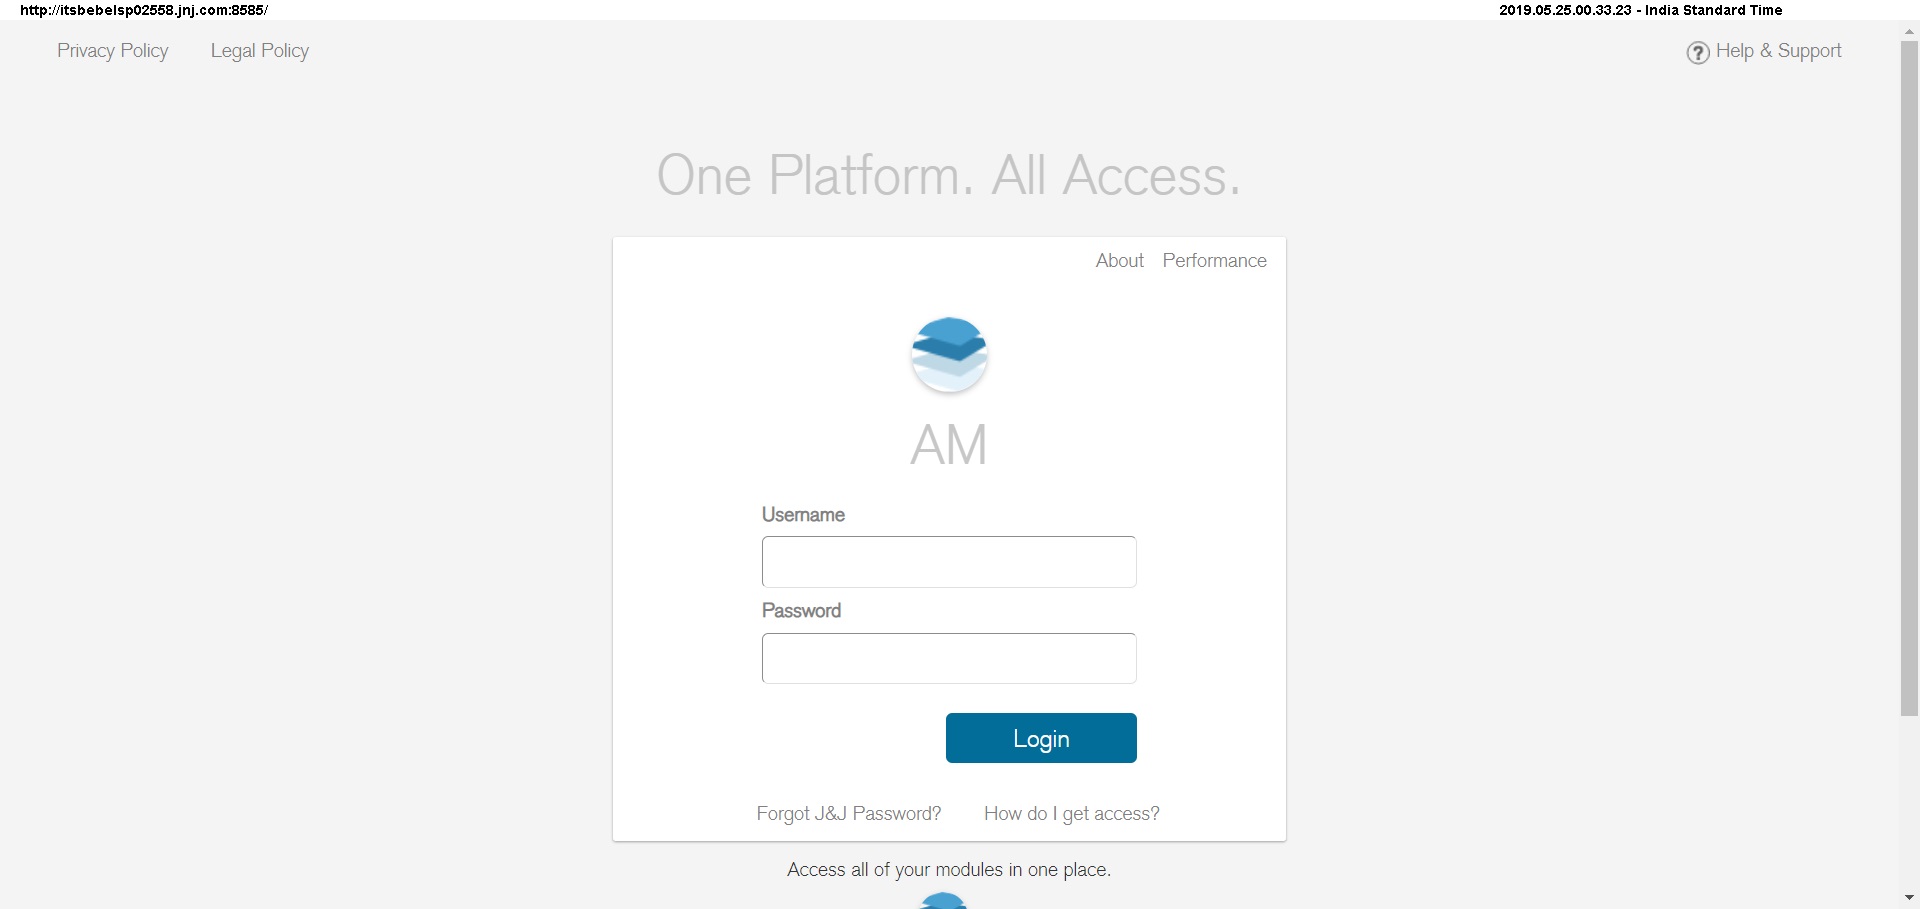 http://itsbebelsp02558.jnj.com:8585/
2019.05.25.00.33.23 - India Standard Time
Privacy Policy
Legal Policy
? Help & Support
One Platform. All Access.
About
Performance
AM
Username
Password
Login
Forgot J&J Password?
How do I get access?
Access all of your modules in one place.